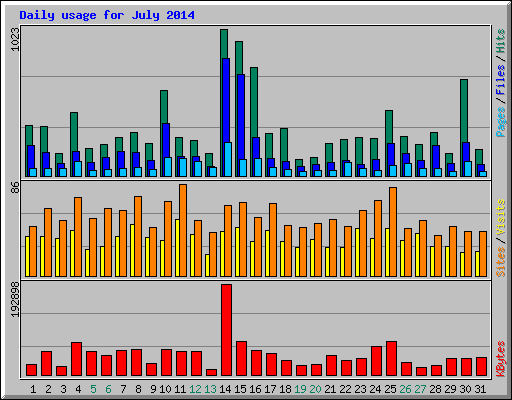 Daily usage for July 2014
1023
Pages / Files / Hits
86
Sites / Visits
192898
KBytes
1 2 3 4 5 6 7 8 9 10 11 12 13 14 15 16 17 18 19 20 21 22 23 24 25 26 27 28 29 30 31